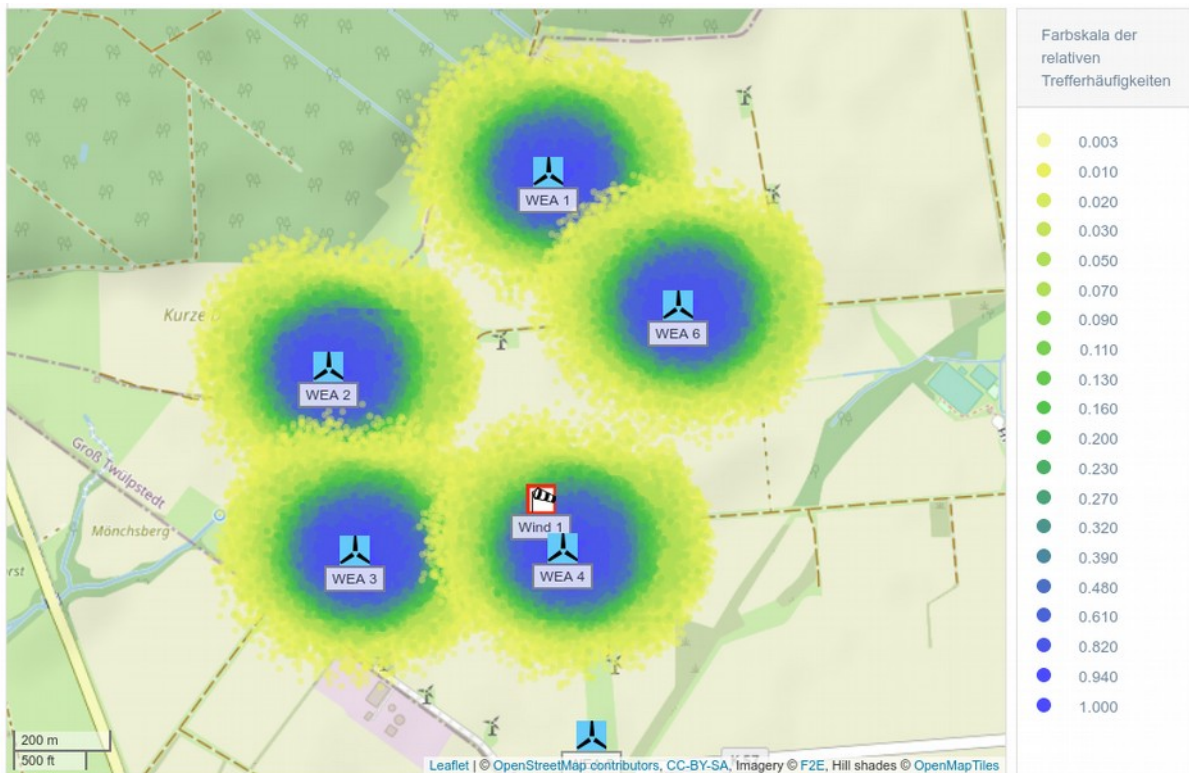 Farbskala der
relativen
Trefferhäufigkeiten
0.003
0.010
0.020
0.030
0.050
0.070
0.090
0.110
0.130
0.160
0.200
0.230
0.270
0.320
0.390
0.480
0.610
0.820
0.940
1.000
WEA 1
WEA 6
Kurze
WEA 2
Groß Twülpstedt
Wind 1
Mönchsberg
WEA 3
WEA 4
200 m
500 ft
Leaflet | © OpenStreetMap contributors, CC-BY-SA, Imagery © F2E, Hill shades © OpenMapTiles